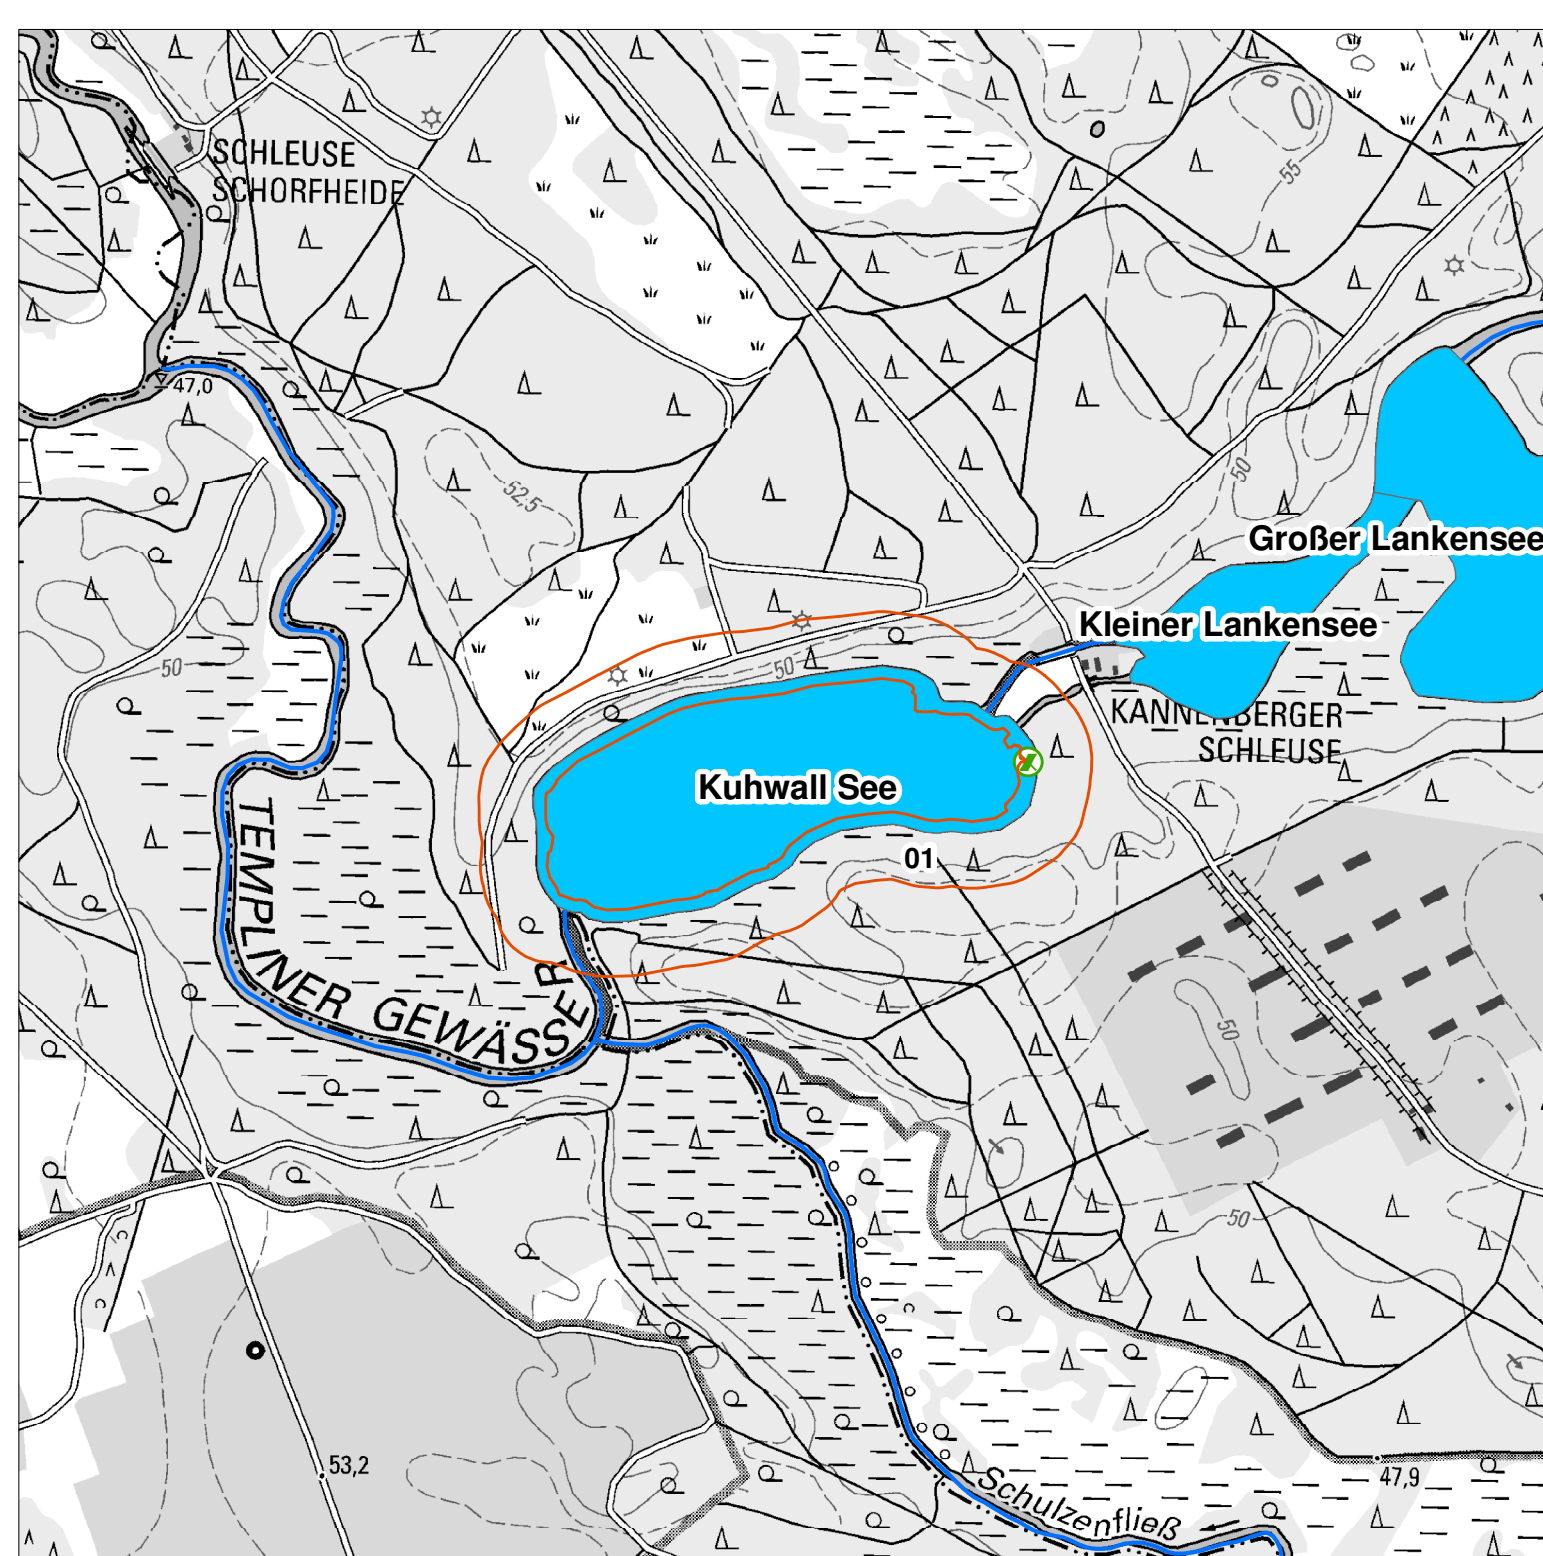 SCHLEUSE
SCHORFHEIDE
55
47,0
50
52,5
Großer Lankensee
Kleiner Lankensee
50
50
KANNENBERGER
SCHLEUSE
Kuhwall See
01
TEMPLINER GEWÄSSER
50
50
53,2
47,9
Schulzenfließ